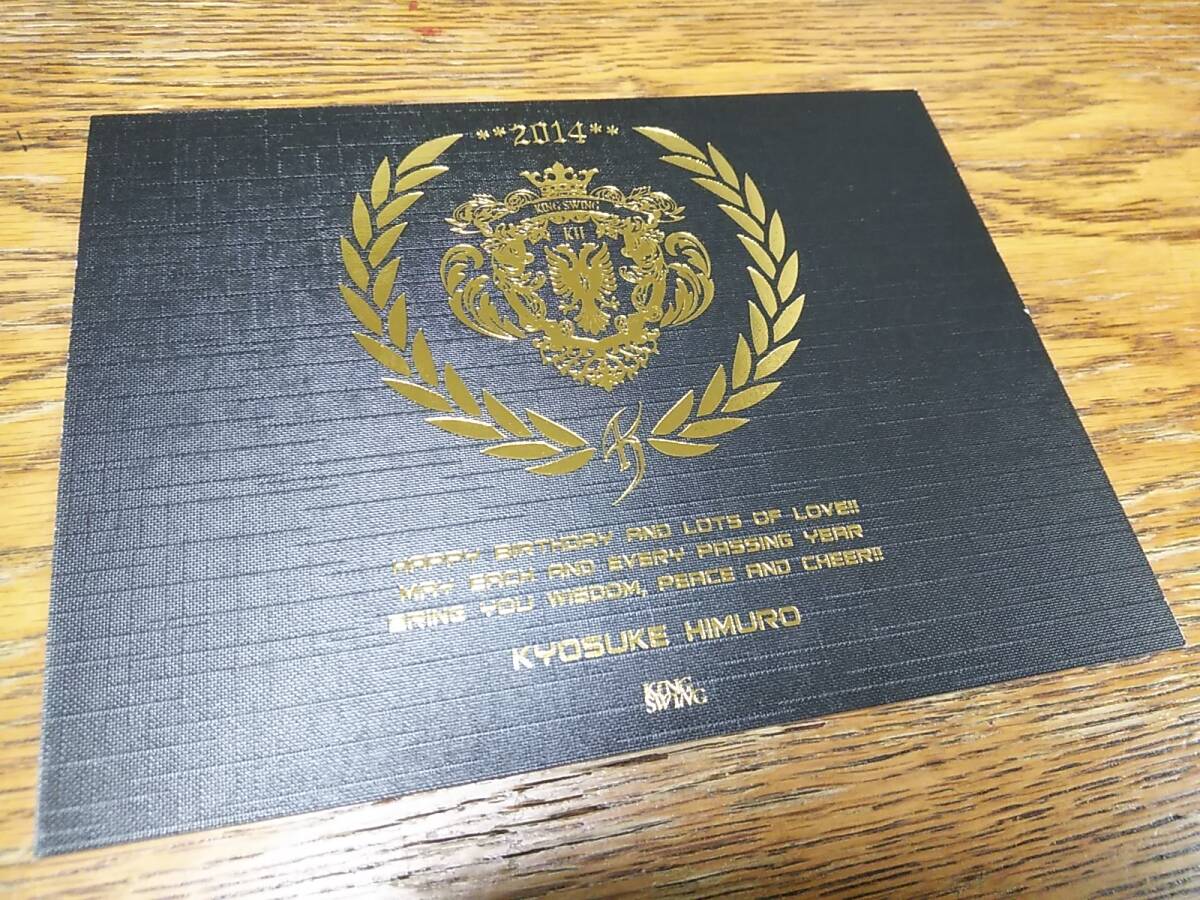 **2014**
KING SWING
KH
HAPPY BIRTHDAY AND LOTS OF LOVE!!
MAY EACH AND EVERY PASSING YEAR
BRING YOU WISDOM, PEACE AND CHEER!!
KYOSUKE HIMURO
KING
SWING